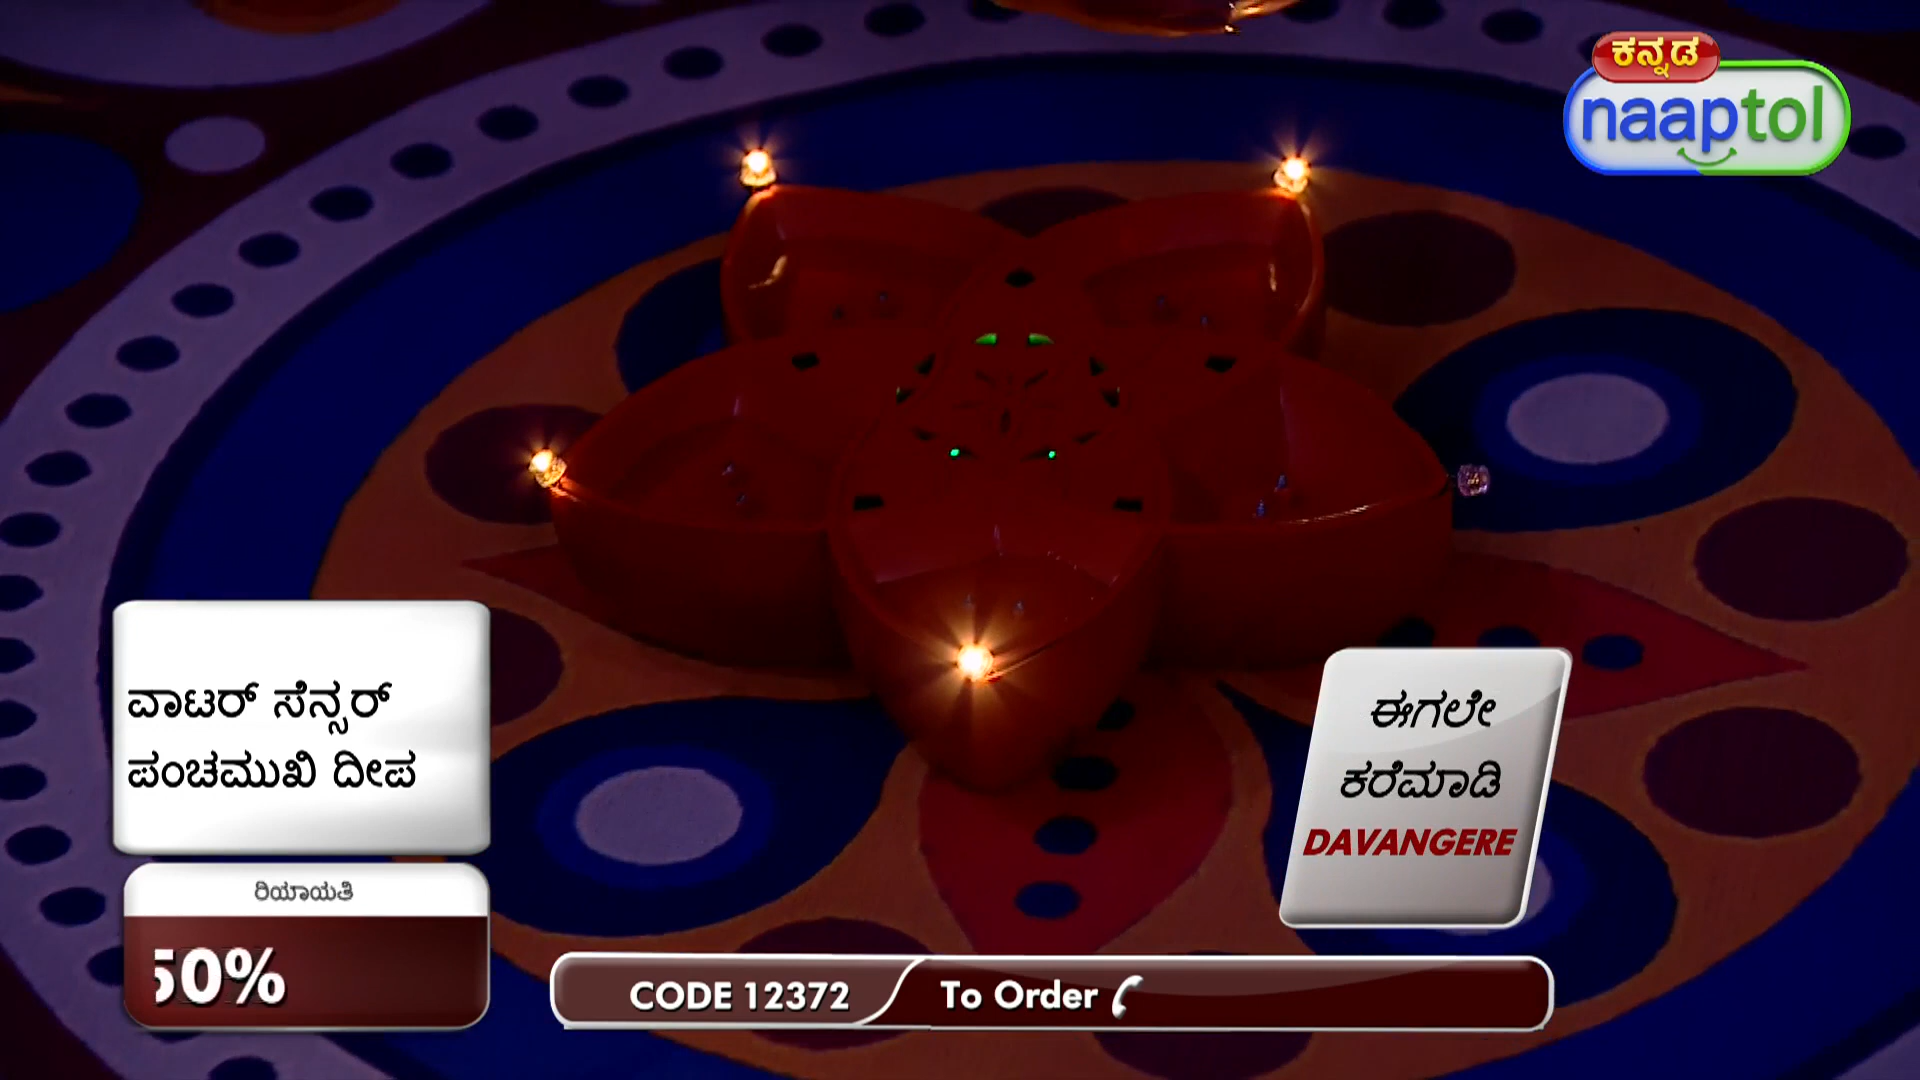 ಕನ್ನಡ
naaptol
ವಾಟರ್ ಸೆನ್ಸರ್
ಪಂಚಮುಖಿ ದೀಪ
ರಿಯಾಯತಿ
50%
ಈಗಲೇ
ಕರೆಮಾಡಿ
DAVANGERE
CODE 12372 To Order